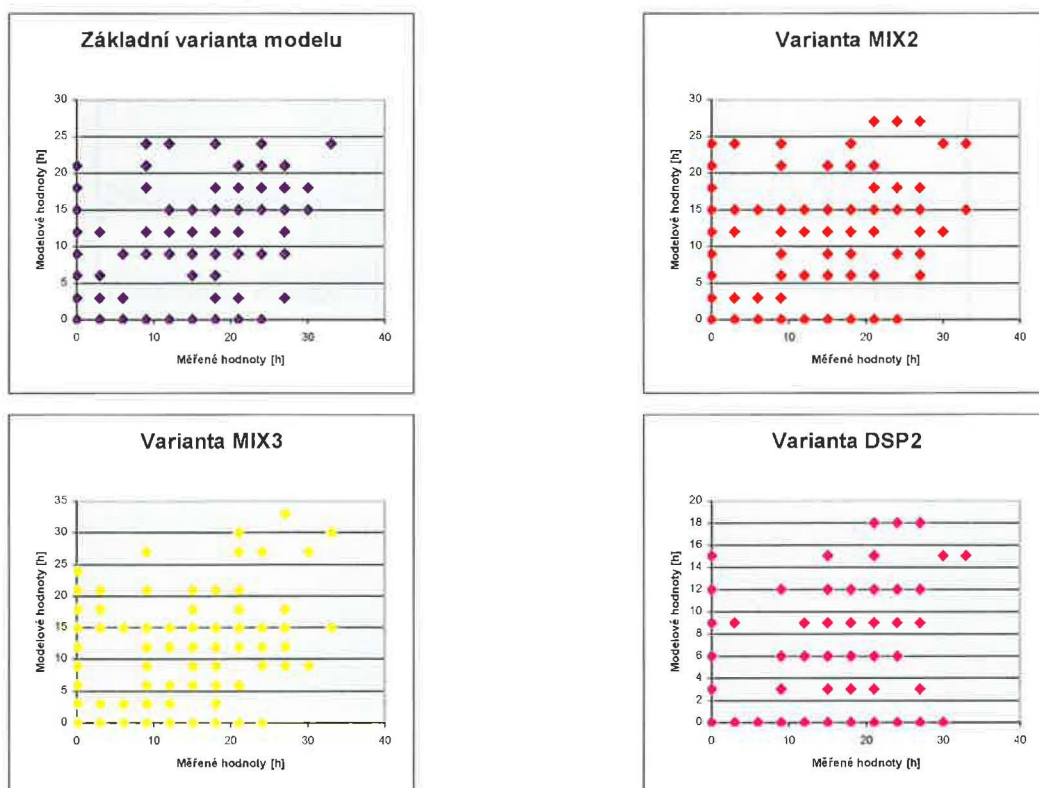 Základní varianta modelu
Modelové hodnoty [h]
30
25
20
15
10
5
0
0 10 20 30 40
Měřené hodnoty [h]
Varianta MIX2
Modelové hodnoty [h]
30
25
20
15
10
5
0
0 10 20 30 40
Měřené hodnoty [h]
Varianta MIX3
Modelové hodnoty [h]
35
30
25
20
15
10
5
0
0 10 20 30 40
Měřené hodnoty [h]
Varianta DSP2
Modelové hodnoty [h]
20
18
16
14
12
10
8
6
4
2
0
0 10 20 30 40
Měřené hodnoty [h]